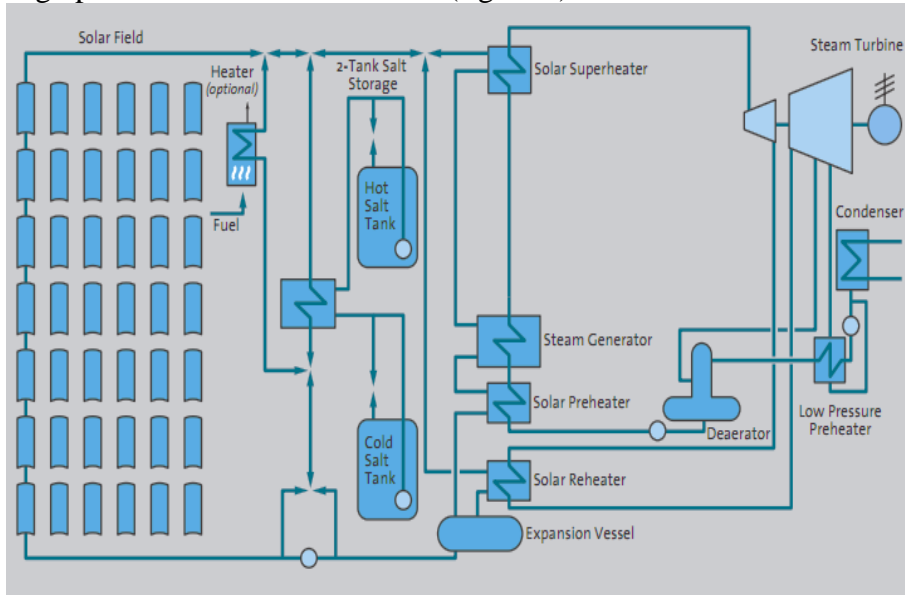 Solar Field
Heater
(optional)
2-Tank Salt
Storage
Solar Superheater
Steam Turbine
Fuel
Hot
Salt
Tank
Condenser
Steam Generator
Solar Preheater
Deaerator
Low Pressure
Preheater
Cold
Salt
Tank
Solar Reheater
Expansion Vessel